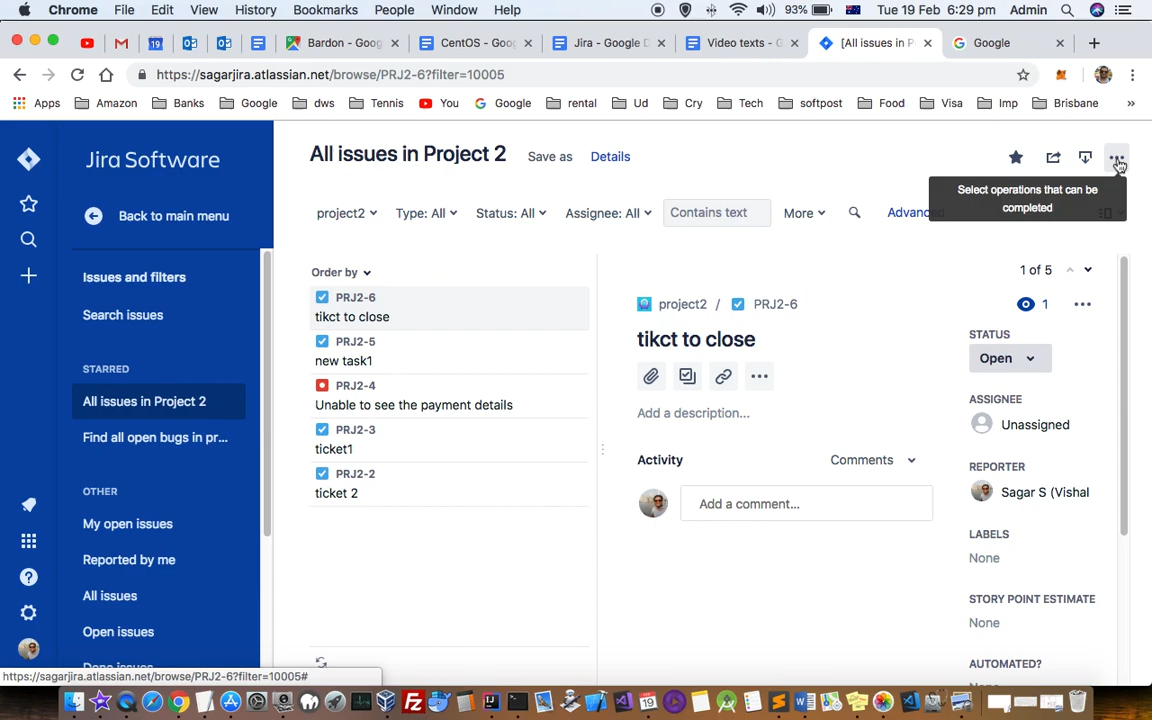 Chrome File Edit View History Bookmarks People Window Help 93% Tue 19 Feb 6:29 pm Admin
Bardon - Goog CentOS - Goog Jira - Google D Video texts - G [All issues in P Google
https://sagarjira.atlassian.net/browse/PRJ2-6?filter=10005
Apps Amazon Banks Google dws Tennis You Google rental Ud Cry Tech softpost Food Visa Imp Brisbane »
Jira Software
Back to main menu
Issues and filters
Search issues
STARRED
All issues in Project 2
Find all open bugs in pr...
OTHER
My open issues
Reported by me
All issues
Open issues
Done issues
All issues in Project 2 Save as Details
Select operations that can be
completed
project2 Type: All Status: All Assignee: All Contains text More Advanc
Order by
PRJ2-6
tikct to close
PRJ2-5
new task1
PRJ2-4
Unable to see the payment details
PRJ2-3
ticket1
PRJ2-2
ticket 2
1 of 5
project2 / PRJ2-6 1
tikct to close
Add a description...
Activity Comments
Add a comment...
STATUS
Open
ASSIGNEE
Unassigned
REPORTER
Sagar S (Vishal
LABELS
None
STORY POINT ESTIMATE
None
AUTOMATED?
https://sagarjira.atlassian.net/browse/PRJ2-6?filter=10005#